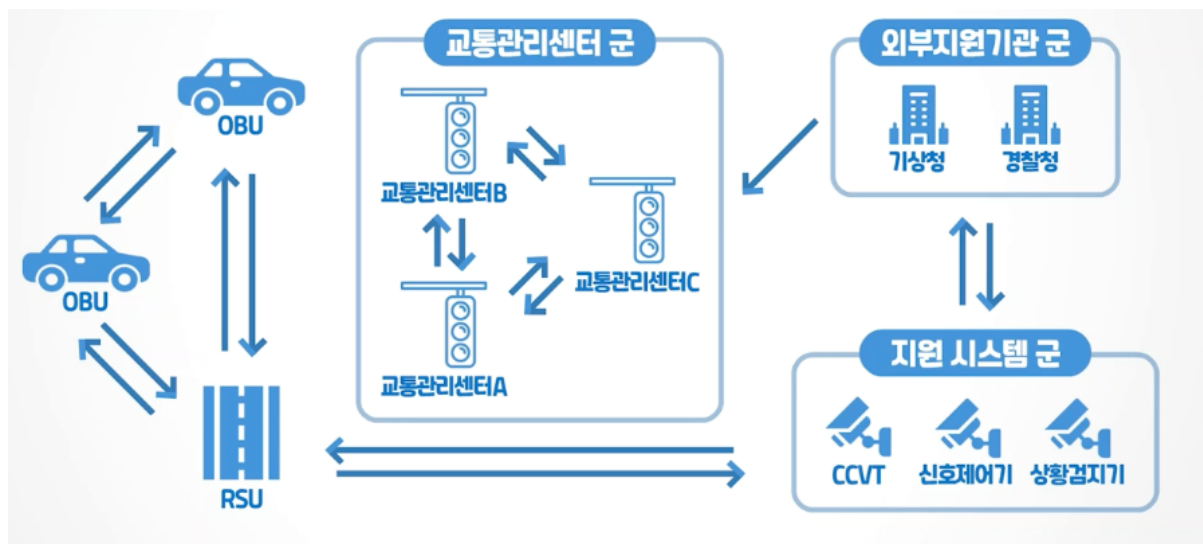 교통관리센터 군
외부지원기관 군
OBU
기상청
경찰청
교통관리센터B
OBU
교통관리센터C
지원 시스템 군
교통관리센터A
CCVT
신호제어기
상황검지기
RSU